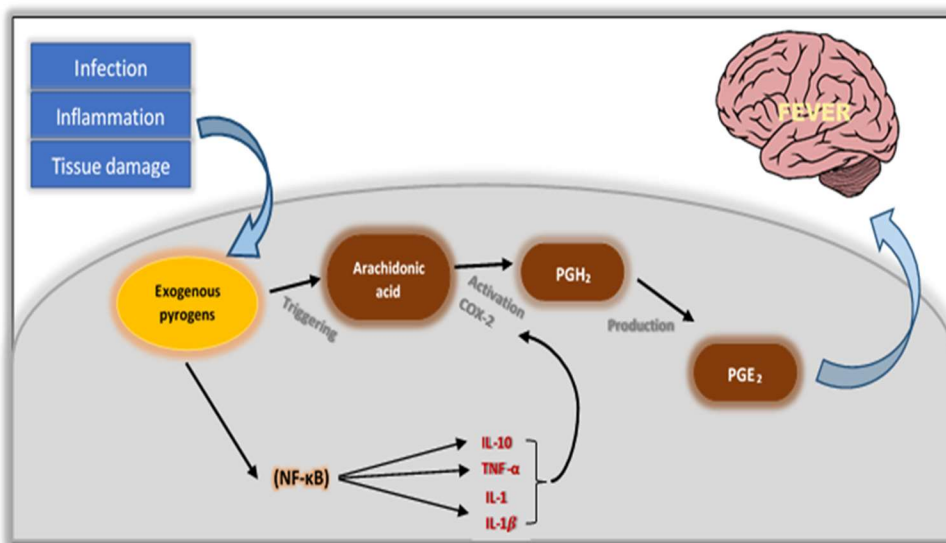 Infection
Inflammation
Tissue damage
FEVER
Exogenous
pyrogens
Triggering
Arachidonic
acid
Activation
COX-2
PGH₂
Production
PGE₂
(NF-κB)
IL-10
TNF-α
IL-1
IL-1β